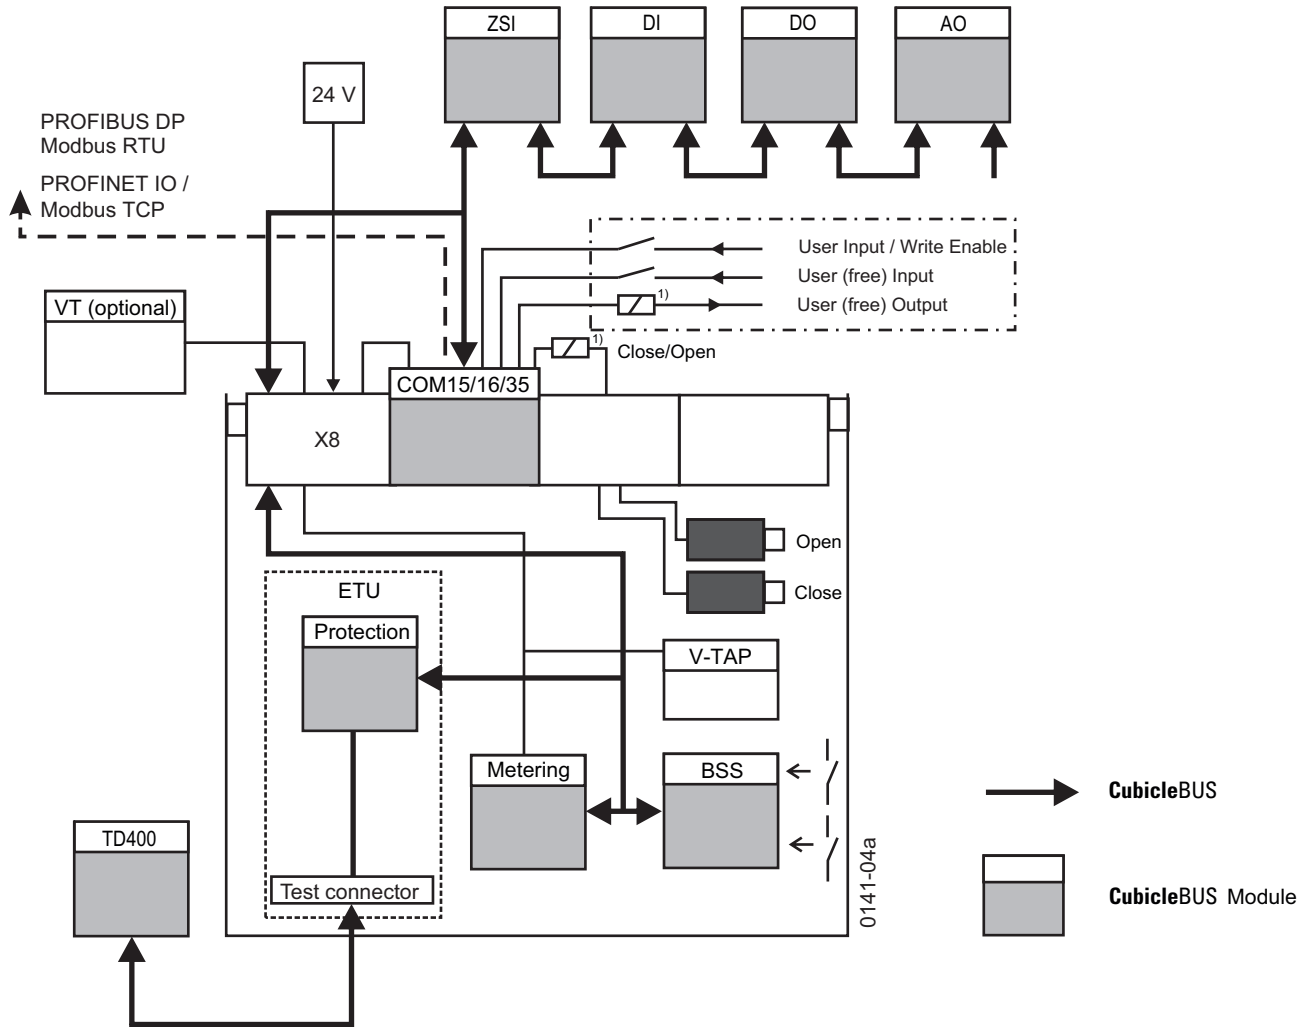 ZSI
DI
DO
AO
24 V
PROFIBUS DP
Modbus RTU
PROFINET IO /
Modbus TCP
User Input / Write Enable
User (free) Input
1)
User (free) Output
VT (optional)
1)
Close/Open
COM15/16/35
X8
Open
Close
ETU
Protection
V-TAP
Metering
BSS
CubicleBUS
TD400
Test connector
0141-04a
CubicleBUS Module